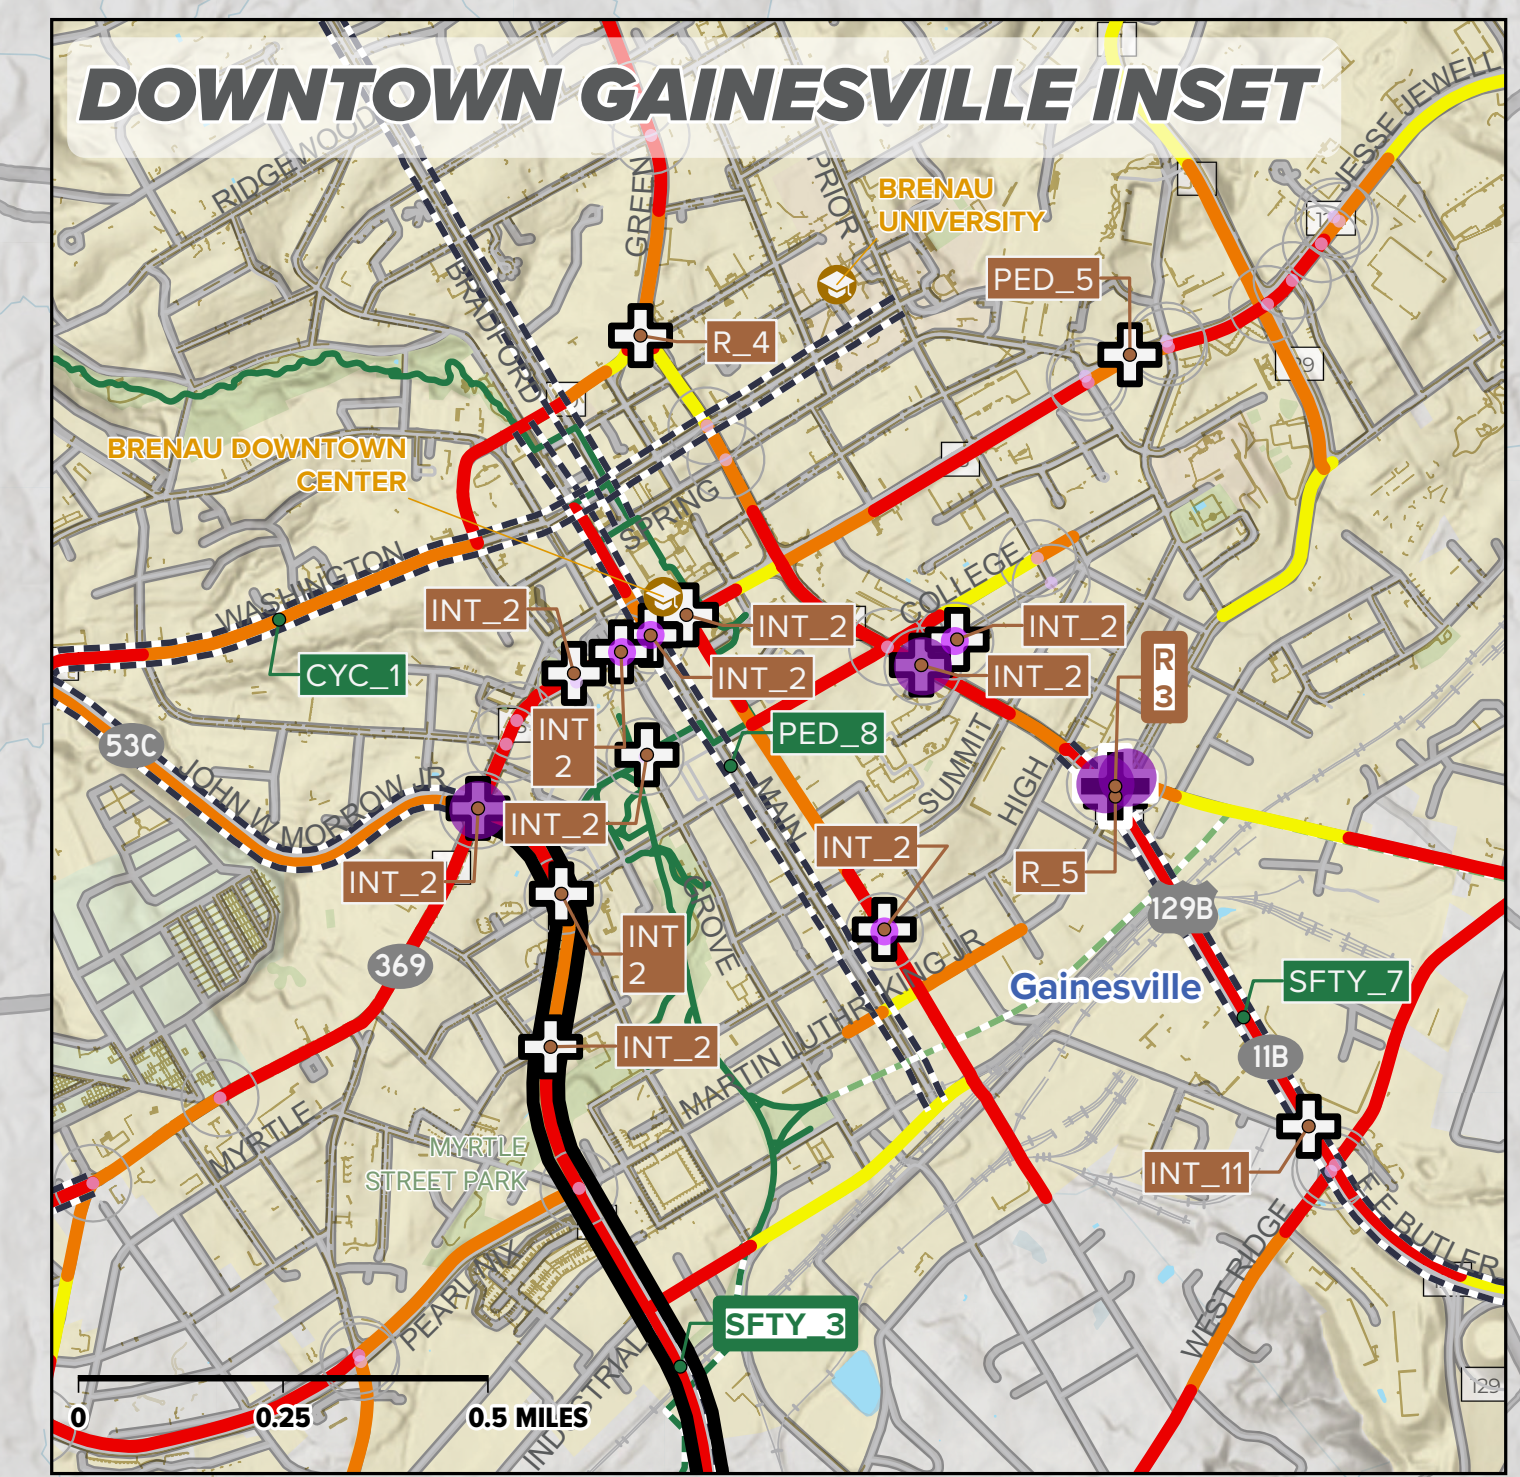 DOWNTOWN GAINESVILLE INSET
RIDGEWOOD
GREEN
PRIOR
JESSE JEWELL
BRENAU
UNIVERSITY
PED_5
BRADFORD
R_4
BRENAU DOWNTOWN
CENTER
SPRING
WASHINGTON
COLLEGE
INT_2
INT_2
INT_2
CYC_1
INT_2
INT_2
R
3
INT
2
PED_8
53C
SUMMIT
HIGH
JOHN W MORROW JR
MAIN
INT_2
INT_2
INT_2
R_5
129B
GROVE
INT
2
369
KING JR
Gainesville
SFTY_7
INT_2
11B
MARTIN LUTHER
MYRTLE
MYRTLE
STREET PARK
INT_11
E E BUTLER
WEST RIDGE
PEARL NIX
SFTY_3
INDUSTRIAL
129
0
0.25
0.5 MILES